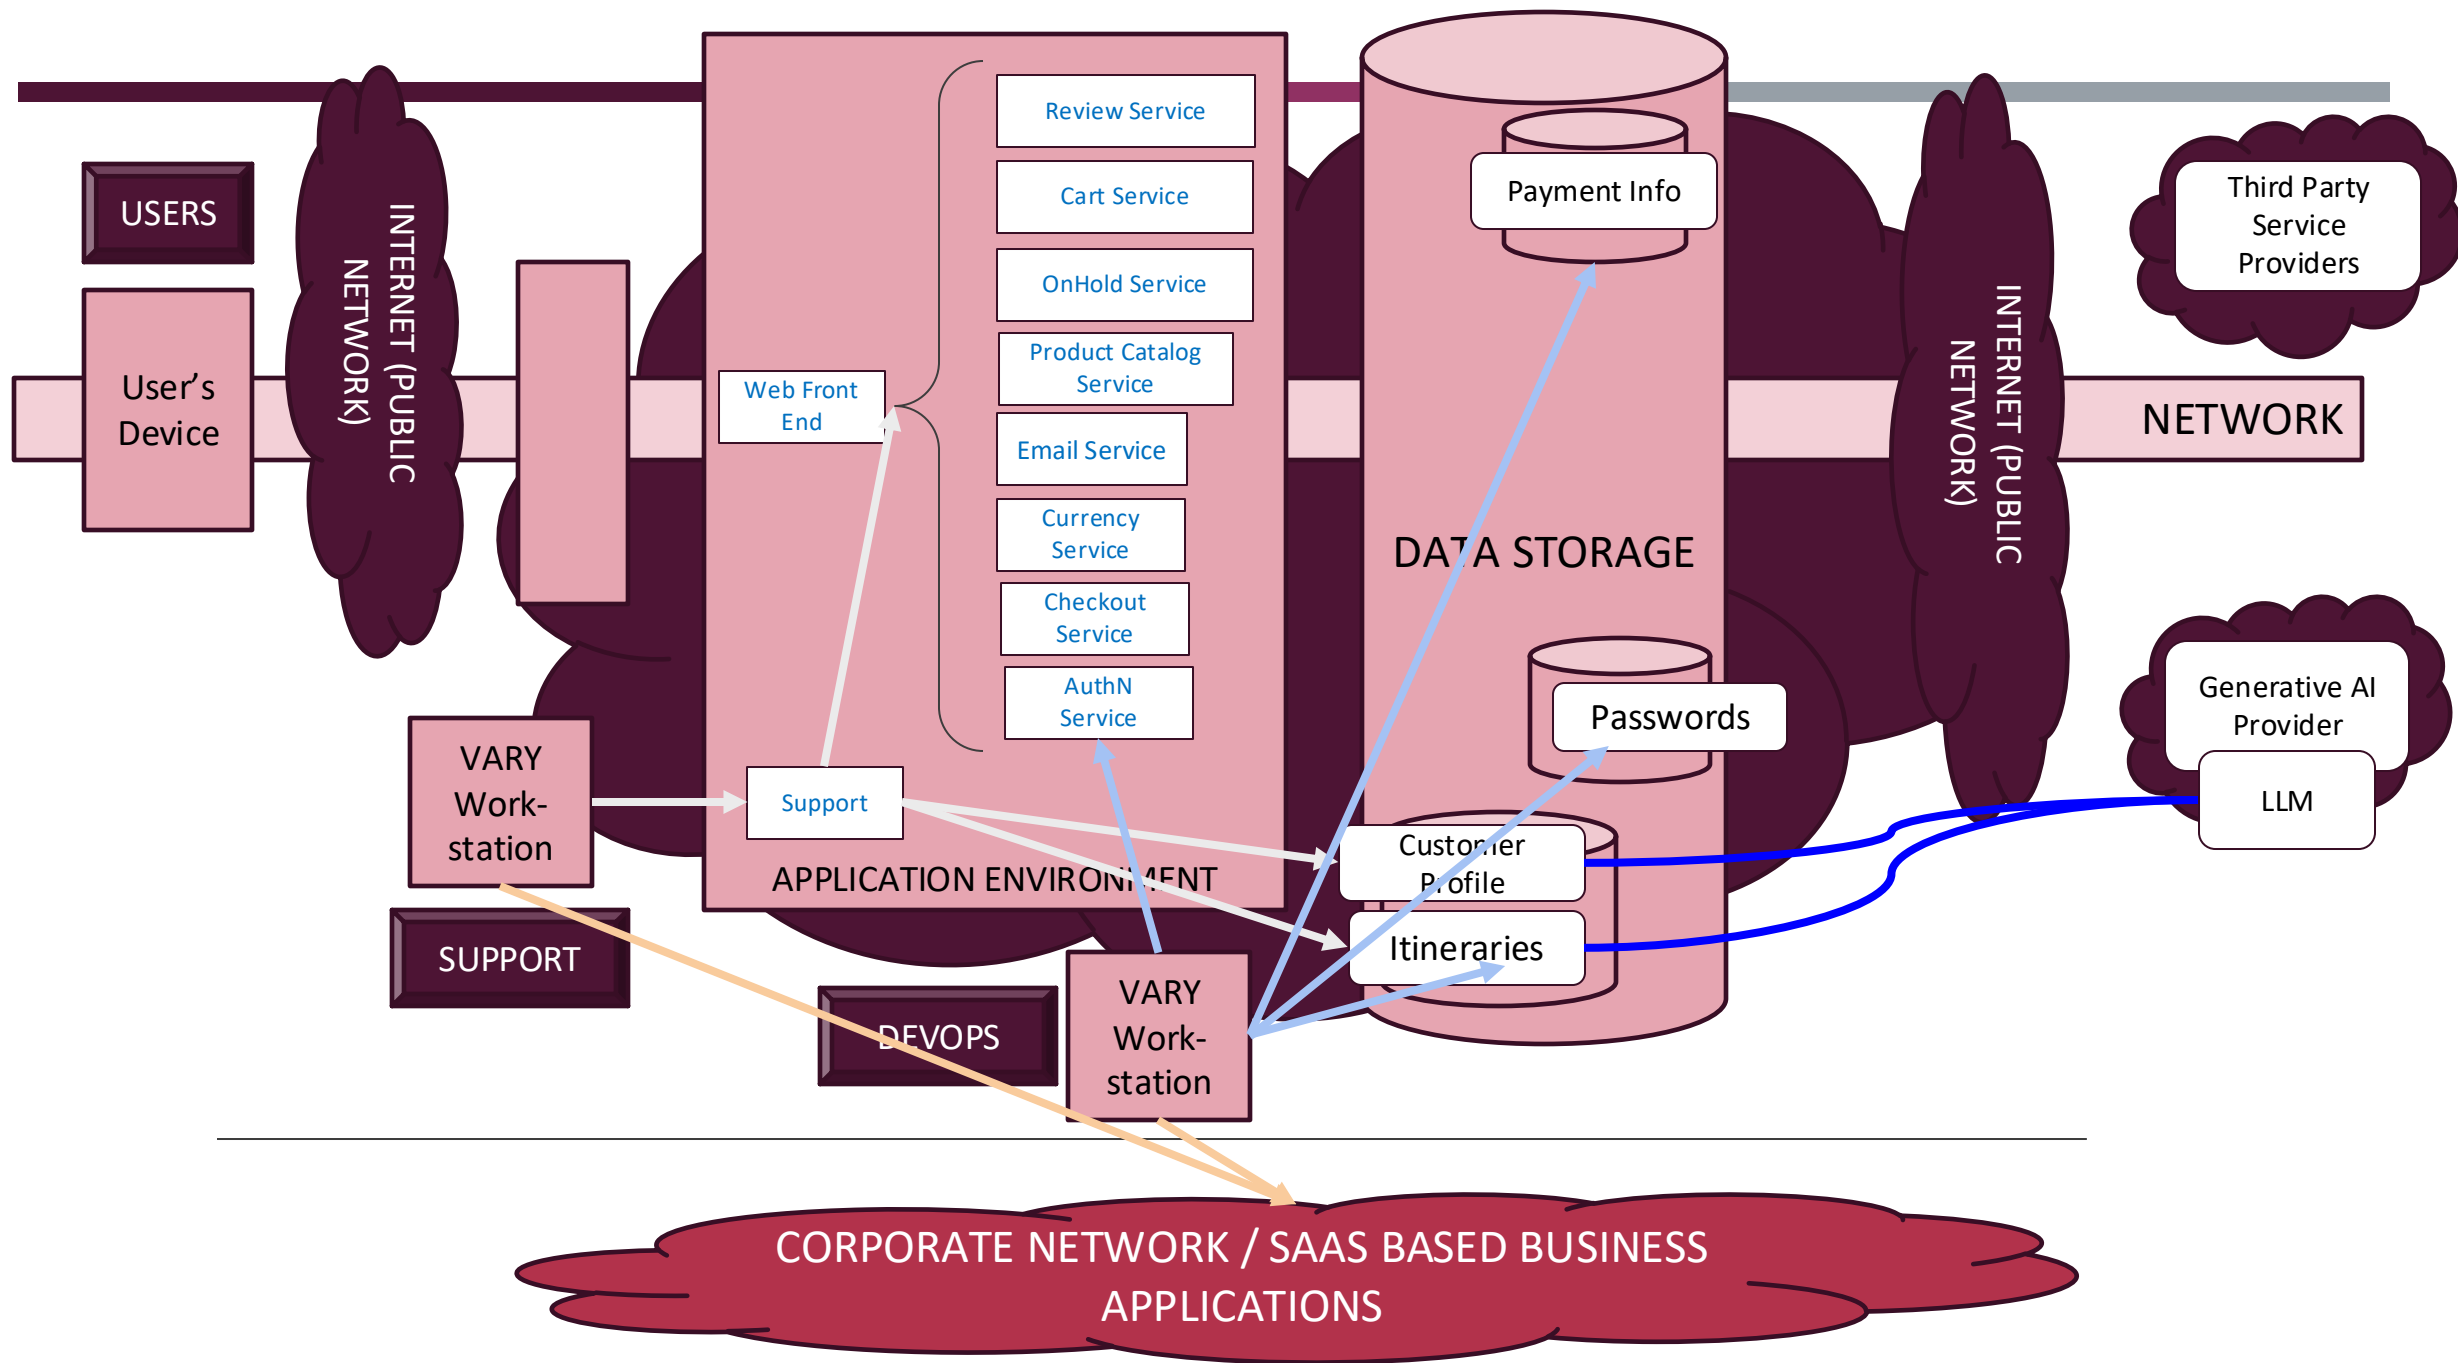 USERS
User's
Device
INTERNET (PUBLIC
NETWORK)
Web Front
End
Review Service
Cart Service
OnHold Service
Product Catalog
Service
Email Service
Currency
Service
Checkout
Service
AuthN
Service
Support
APPLICATION ENVIRONMENT
Payment Info
DATA STORAGE
Passwords
Customer
Profile
Itineraries
INTERNET (PUBLIC
NETWORK)
Third Party
Service
Providers
NETWORK
Generative AI
Provider
LLM
VARY
Work-
station
SUPPORT
DEVOPS
VARY
Work-
station
CORPORATE NETWORK / SAAS BASED BUSINESS
APPLICATIONS